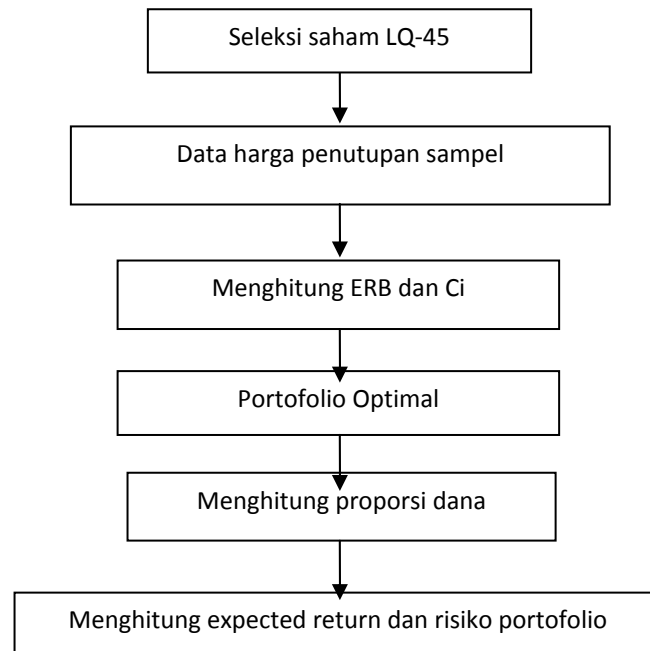 Seleksi saham LQ-45
Data harga penutupan sampel
Menghitung ERB dan Ci
Portofolio Optimal
Menghitung proporsi dana
Menghitung expected return dan risiko portofolio